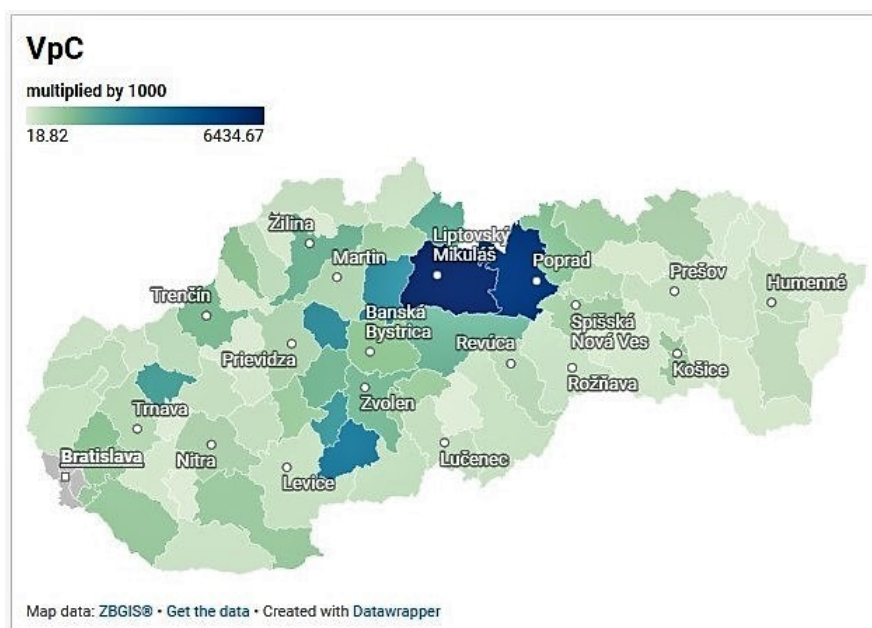 VpC
multiplied by 1000
18.82 6434.67
Žilina
Liptovský
Mikuláš
Martin
Poprad
Prešov
Humenné
Trenčín
Banská
Bystrica
Spišská
Nová Ves
Prievidza
Revúca
Košice
Rožňava
Zvolen
Trnava
Bratislava
Nitra
Lučenec
Levice
Map data: ZBGIS® • Get the data • Created with Datawrapper